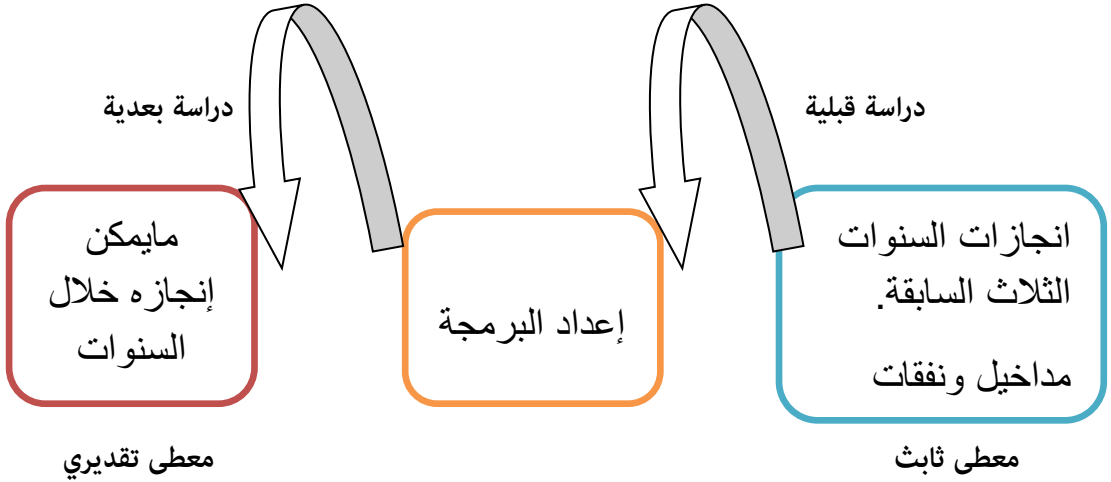 دراسة قبلية
دراسة بعدية
انجازات السنوات
الثلاث السابقة.
مداخيل ونفقات
إعداد البرمجة
مايمكن
إنجازه خلال
السنوات
معطى ثابث
معطى تقديري